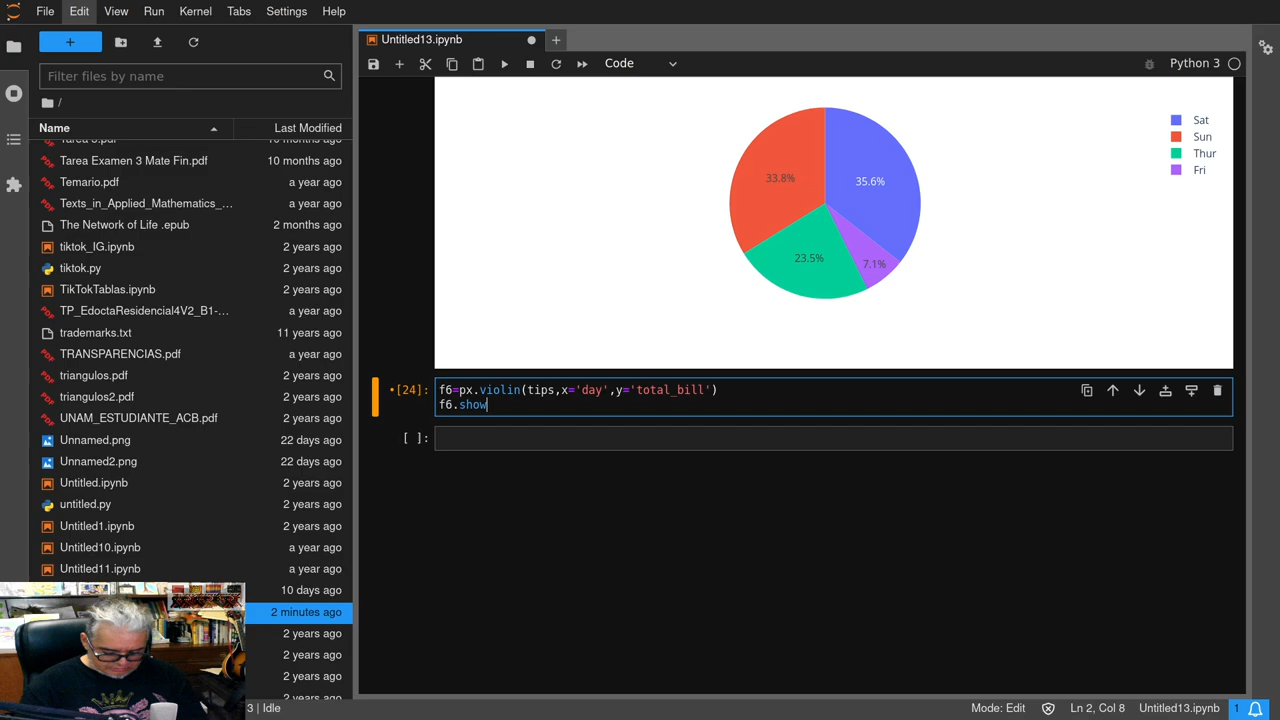 File Edit View Run Kernel Tabs Settings Help
Untitled13.ipynb
Filter files by name
Code
Python 3
/
Name Last Modified
10 months ago
Tarea Examen 3 Mate Fin.pdf 10 months ago
Temario.pdf a year ago
Texts_in_Applied_Mathematics_... a year ago
The Network of Life .epub 2 months ago
tiktok_IG.ipynb 2 years ago
tiktok.py 2 years ago
TikTokTablas.ipynb 2 years ago
TP_EdoctaResidencial4V2_B1-... a year ago
trademarks.txt 11 years ago
TRANSPARENCIAS.pdf a year ago
triangulos.pdf a year ago
triangulos2.pdf a year ago
UNAM_ESTUDIANTE_ACB.pdf a year ago
Unnamed.png 22 days ago
Unnamed2.png 22 days ago
Untitled.ipynb 2 years ago
untitled.py 2 years ago
Untitled1.ipynb 2 years ago
Untitled10.ipynb a year ago
Untitled11.ipynb a year ago
10 days ago
2 minutes ago
2 years ago
2 years ago
2 years ago
2 years ago
Sat
Sun
Thur
Fri
33.8%
35.6%
23.5%
7.1%
•[24]: f6=px.violin(tips,x='day',y='total_bill')
f6.show
[ ]:
3 | Idle
Mode: Edit Ln 2, Col 8 Untitled13.ipynb 1